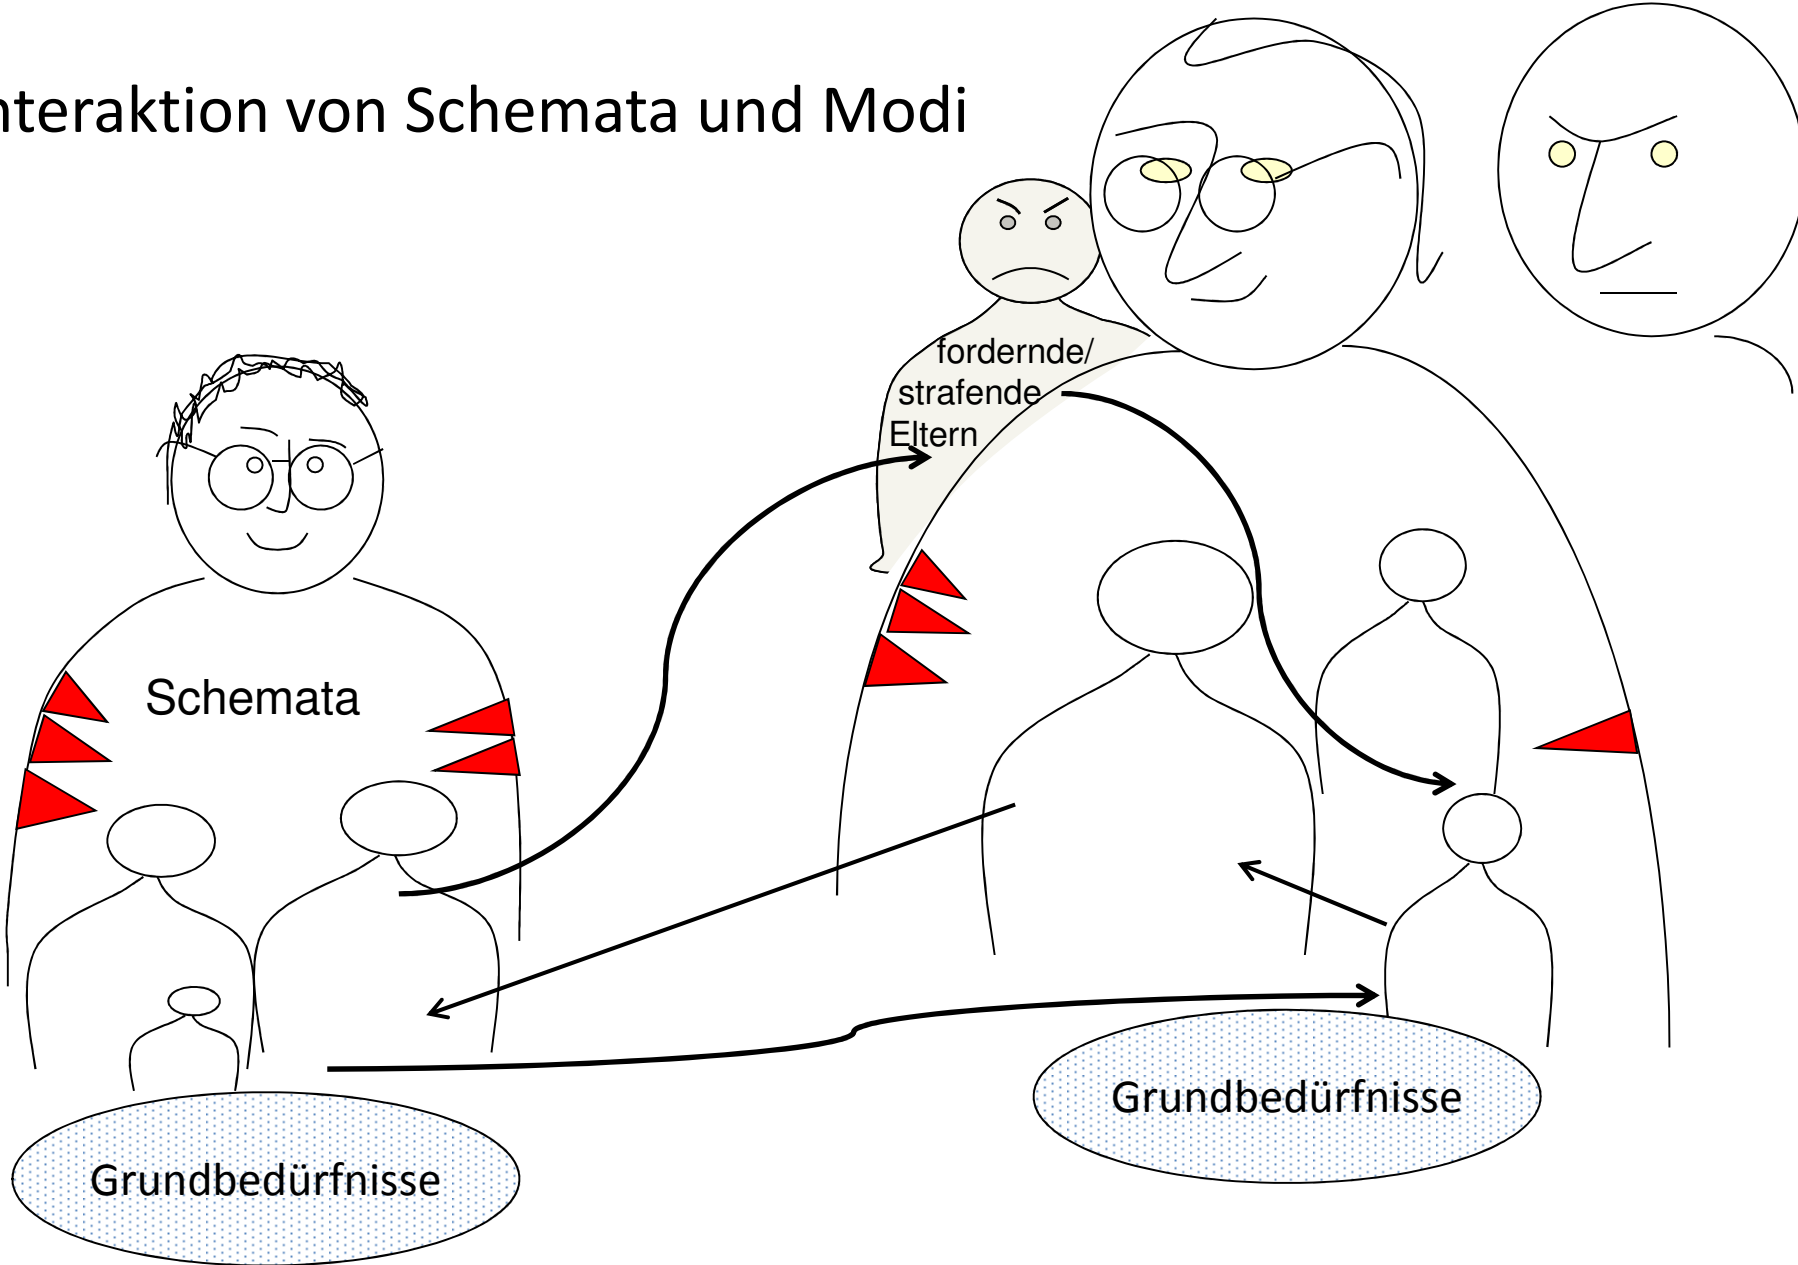 nteraktion von Schemata und Modi
fordernde/
strafende
Eltern
Schemata
Grundbedürfnisse
Grundbedürfnisse